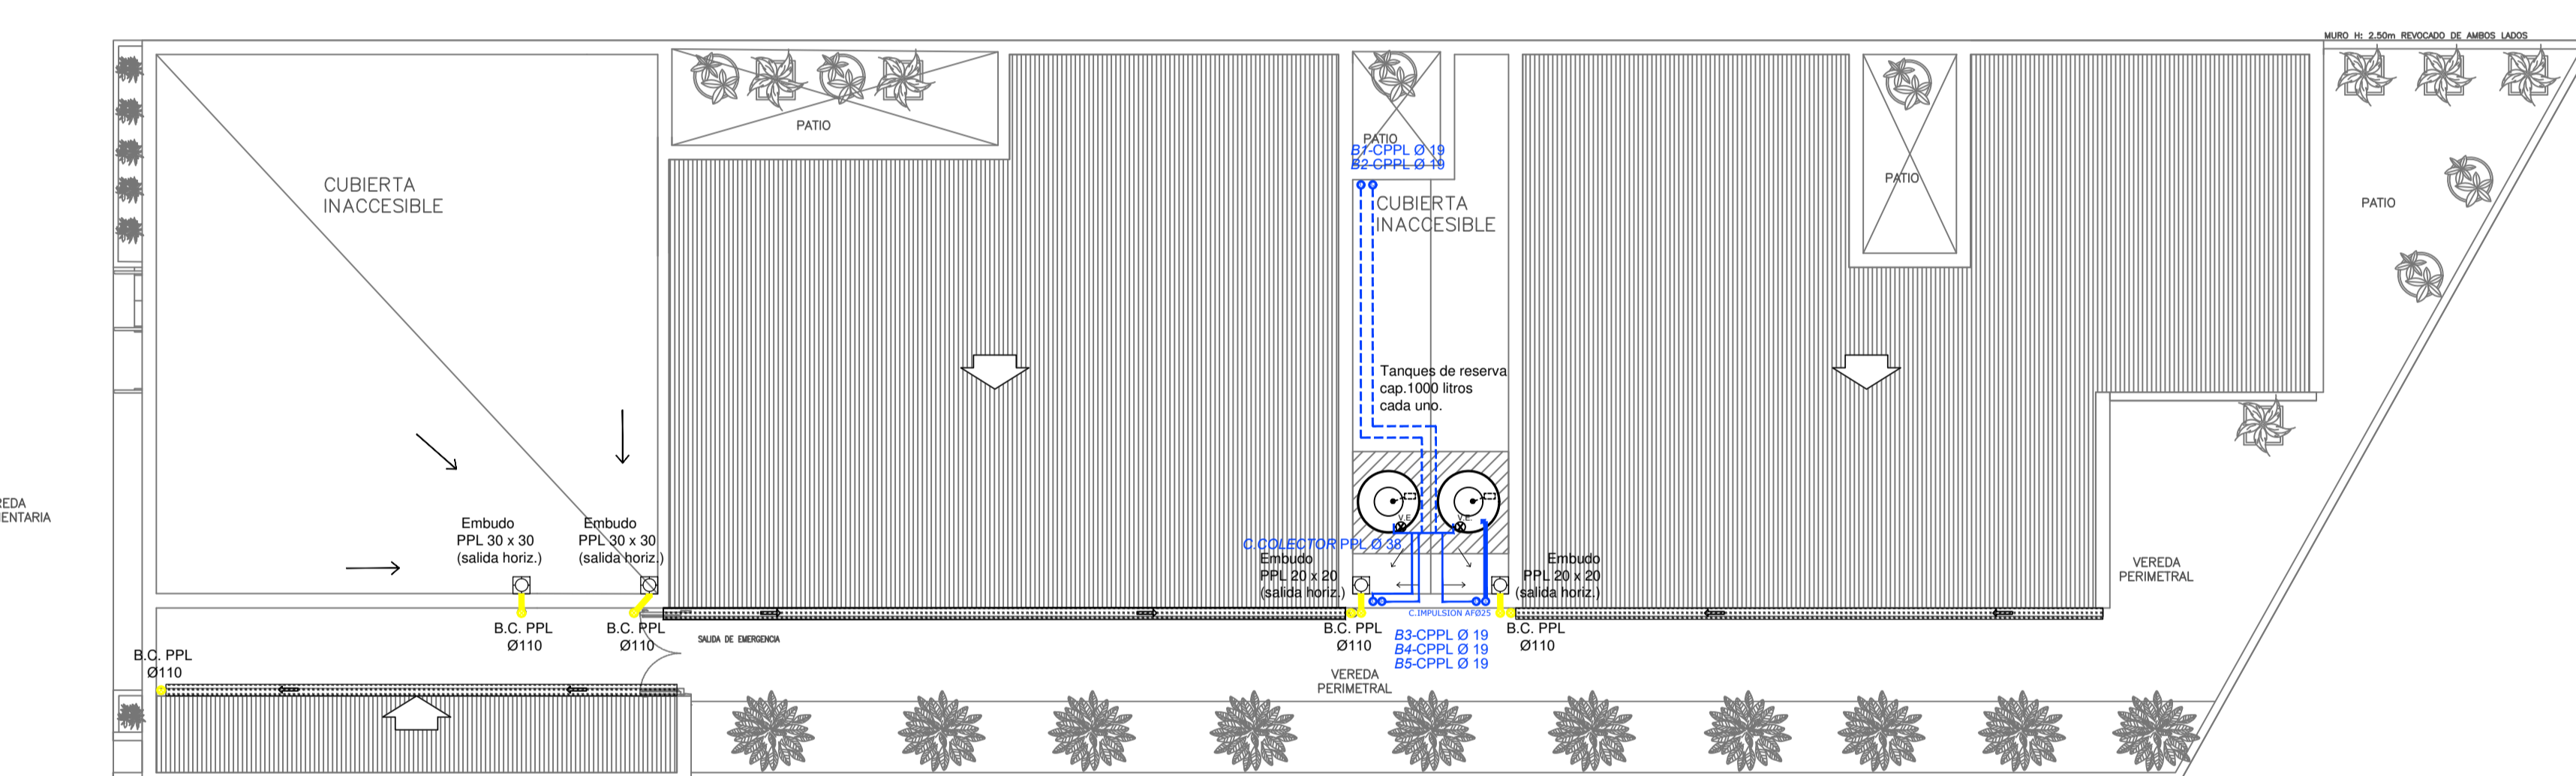 MURO H: 2.50m REVOCADO DE AMBOS LADOS
PATIO
PATIO
B1-CPPL Ø 19
B2-CPPL Ø 19
PATIO
PATIO
CUBIERTA
INACCESIBLE
CUBIERTA
INACCESIBLE
Tanques de reserva
cap.1000 litros
cada uno.
V.E.
V.E.
Embudo
PPL 30 x 30
(salida horiz.)
Embudo
PPL 30 x 30
(salida horiz.)
C.COLECTOR PPL Ø 38
Embudo
PPL 20 x 20
(salida horiz.)
Embudo
PPL 20 x 20
(salida horiz.)
VEREDA
PERIMETRAL
C.IMPULSION AFØ25
B.C. PPL
Ø110
B.C. PPL
Ø110
SALIDA DE EMERGENCIA
B.C. PPL
Ø110
B3-CPPL Ø 19
B4-CPPL Ø 19
B5-CPPL Ø 19
B.C. PPL
Ø110
B.C. PPL
Ø110
VEREDA
PERIMETRAL